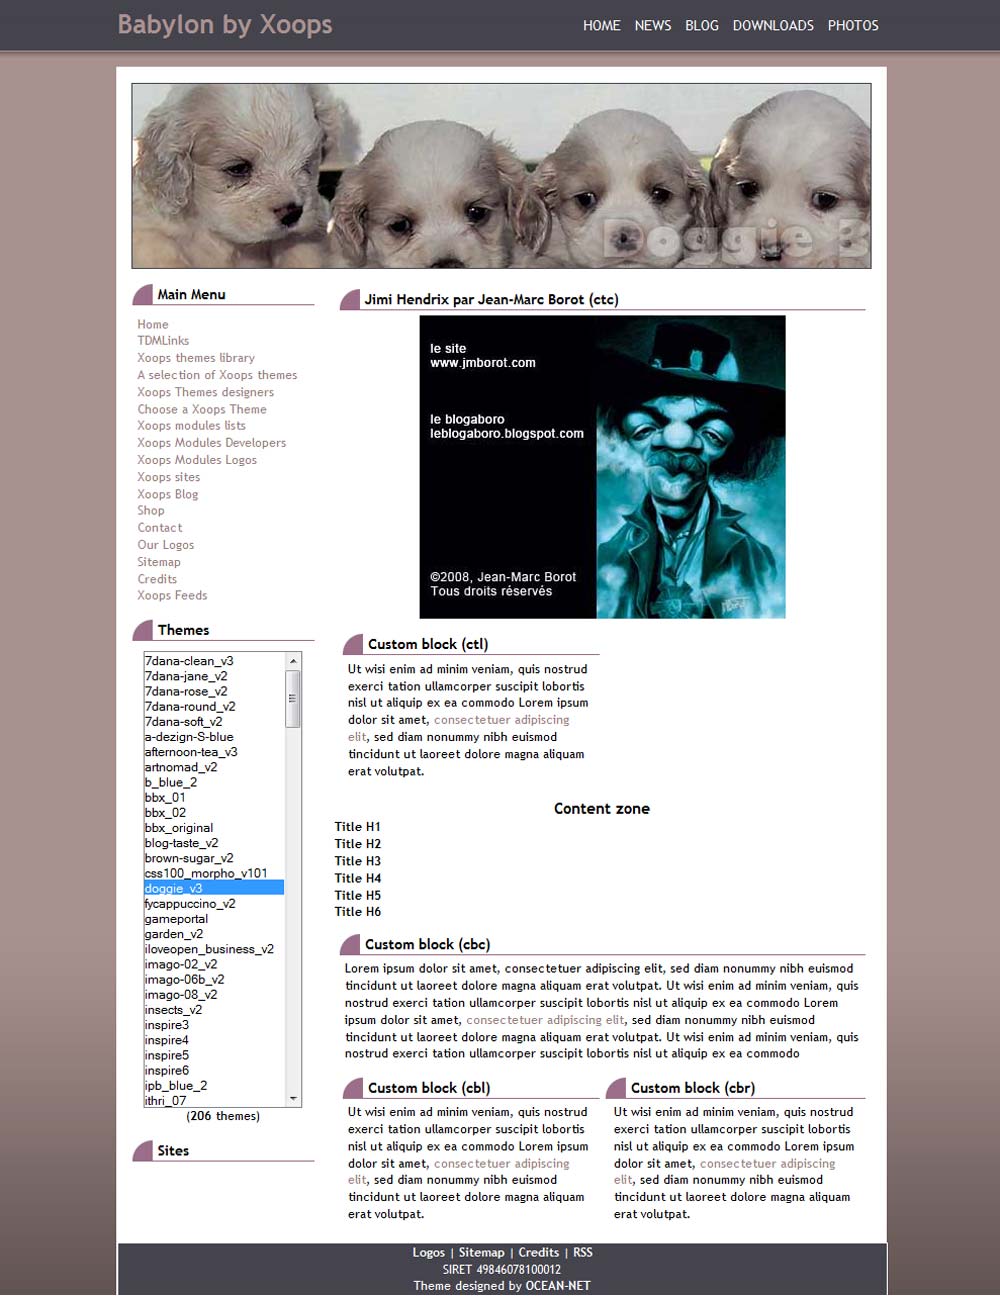 Babylon by Xoops
HOME NEWS BLOG DOWNLOADS PHOTOS
Doggie B
Main Menu
Home
TDMLinks
Xoops themes library
A selection of Xoops themes
Xoops Themes designers
Choose a Xoops Theme
Xoops modules lists
Xoops Modules Developers
Xoops Modules Logos
Xoops sites
Xoops Blog
Shop
Contact
Our Logos
Sitemap
Credits
Xoops Feeds
Themes
7dana-clean_v3
7dana-jane_v2
7dana-rose_v2
7dana-round_v2
7dana-soft_v2
a-dezign-S-blue
afternoon-tea_v3
artnomad_v2
b_blue_2
bbx_01
bbx_02
bbx_original
blog-taste_v2
brown-sugar_v2
css100_morpho_v101
doggie_v3
fycappuccino_v2
gameportal
garden_v2
iloveopen_business_v2
imago-02_v2
imago-06b_v2
imago-08_v2
insects_v2
inspire3
inspire4
inspire5
inspire6
ipb_blue_2
ithri_07
(206 themes)
Sites
Jimi Hendrix par Jean-Marc Borot (ctc)
le site
www.jmborot.com
le blogaboro
leblogaboro.blogspot.com
©2008, Jean-Marc Borot
Tous droits réservés
Custom block (ctl)
Ut wisi enim ad minim veniam, quis nostrud
exerci tation ullamcorper suscipit lobortis
nisl ut aliquip ex ea commodo Lorem ipsum
dolor sit amet, consectetuer adipiscing
elit, sed diam nonummy nibh euismod
tincidunt ut laoreet dolore magna aliquam
erat volutpat.
Content zone
Title H1
Title H2
Title H3
Title H4
Title H5
Title H6
Custom block (cbc)
Lorem ipsum dolor sit amet, consectetuer adipiscing elit, sed diam nonummy nibh euismod
tincidunt ut laoreet dolore magna aliquam erat volutpat. Ut wisi enim ad minim veniam, quis
nostrud exerci tation ullamcorper suscipit lobortis nisl ut aliquip ex ea commodo Lorem
ipsum dolor sit amet, consectetuer adipiscing elit, sed diam nonummy nibh euismod
tincidunt ut laoreet dolore magna aliquam erat volutpat. Ut wisi enim ad minim veniam, quis
nostrud exerci tation ullamcorper suscipit lobortis nisl ut aliquip ex ea commodo
Custom block (cbl)
Ut wisi enim ad minim veniam, quis nostrud
exerci tation ullamcorper suscipit lobortis
nisl ut aliquip ex ea commodo Lorem ipsum
dolor sit amet, consectetuer adipiscing
elit, sed diam nonummy nibh euismod
tincidunt ut laoreet dolore magna aliquam
erat volutpat.
Custom block (cbr)
Ut wisi enim ad minim veniam, quis nostrud
exerci tation ullamcorper suscipit lobortis
nisl ut aliquip ex ea commodo Lorem ipsum
dolor sit amet, consectetuer adipiscing
elit, sed diam nonummy nibh euismod
tincidunt ut laoreet dolore magna aliquam
erat volutpat.
Logos | Sitemap | Credits | RSS
SIRET 49846078100012
Theme designed by OCEAN-NET